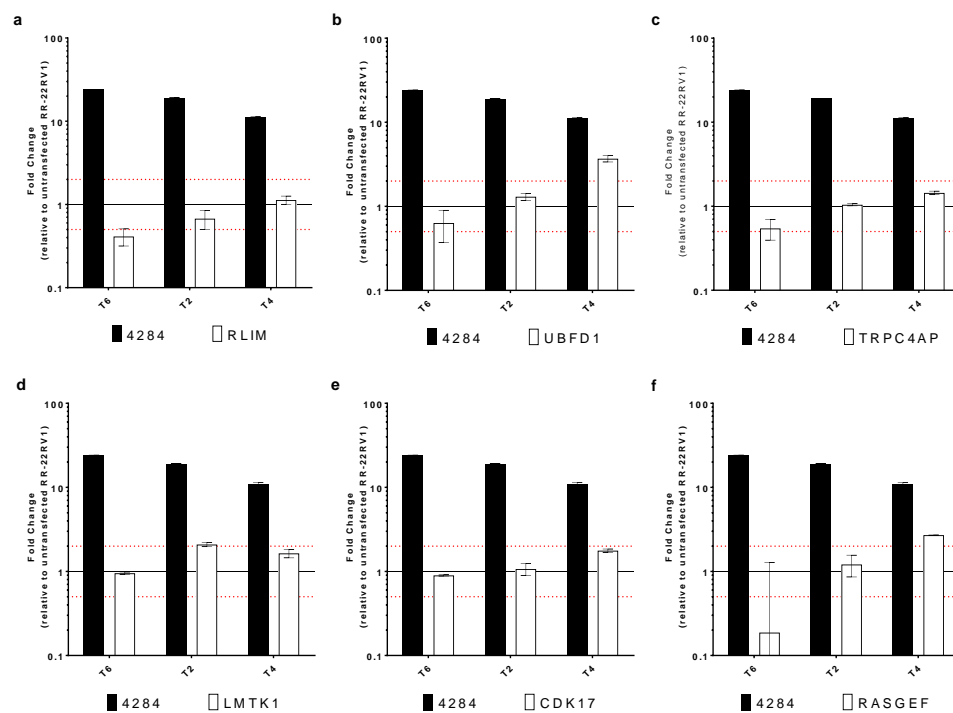 a
Fold Change
(relative to untransfected RR-22RV1)
100
10
1
0.1
T6
T2
T4
4284
RLIM
b
Fold Change
(relative to untransfected RR-22RV1)
100
10
1
0.1
T6
T2
T4
4284
UBFD1
c
Fold Change
(relative to untransfected RR-22RV1)
100
10
1
0.1
T6
T2
T4
4284
TRPC4AP
d
Fold Change
(relative to untransfected RR-22RV1)
100
10
1
0.1
T6
T2
T4
4284
LMTK1
e
Fold Change
(relative to untransfected RR-22RV1)
100
10
1
0.1
T6
T2
T4
4284
CDK17
f
Fold Change
(relative to untransfected RR-22RV1)
100
10
1
0.1
T6
T2
T4
4284
RASGEF